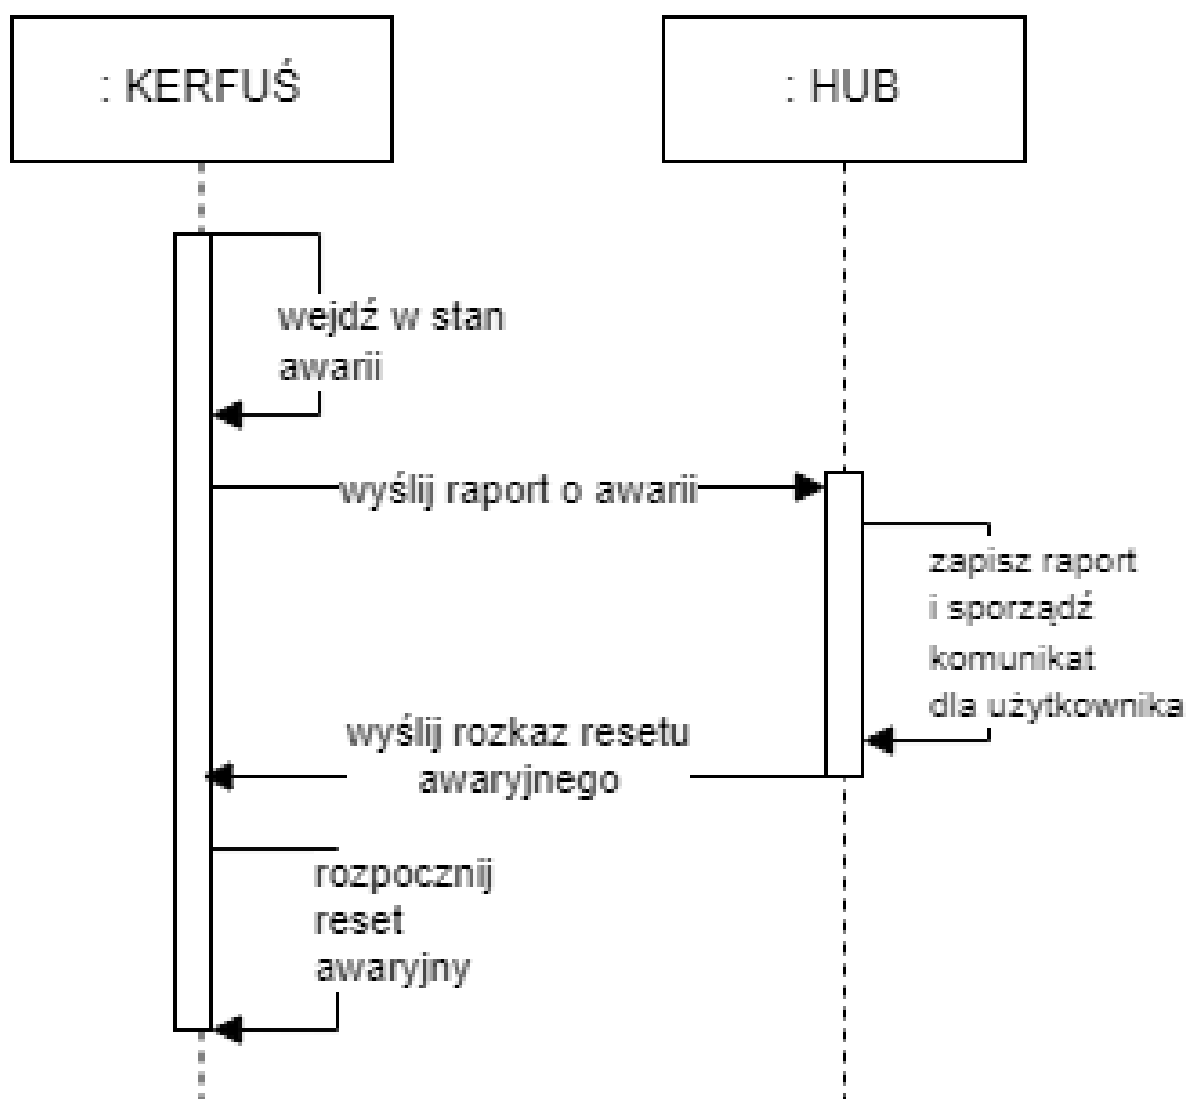 : KERFUŚ
: HUB
wejdź w stan
awarii
wyślij raport o awarii
zapisz raport
i sporządź
komunikat
dla użytkownika
wyślij rozkaz resetu
awaryjnego
rozpocznij
reset
awaryjny